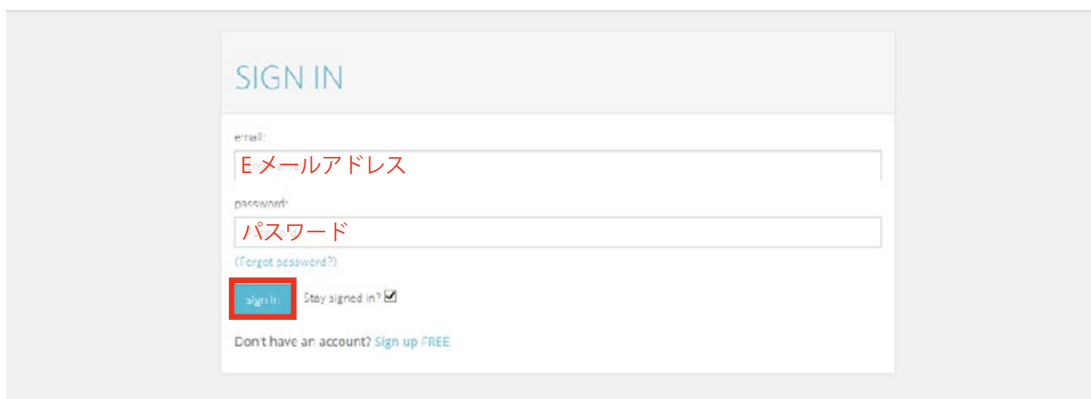 SIGN IN
email:
Eメールアドレス
password:
パスワード
(Forgot password?)
sign in Stay signed in?
Don't have an account? Sign up FREE